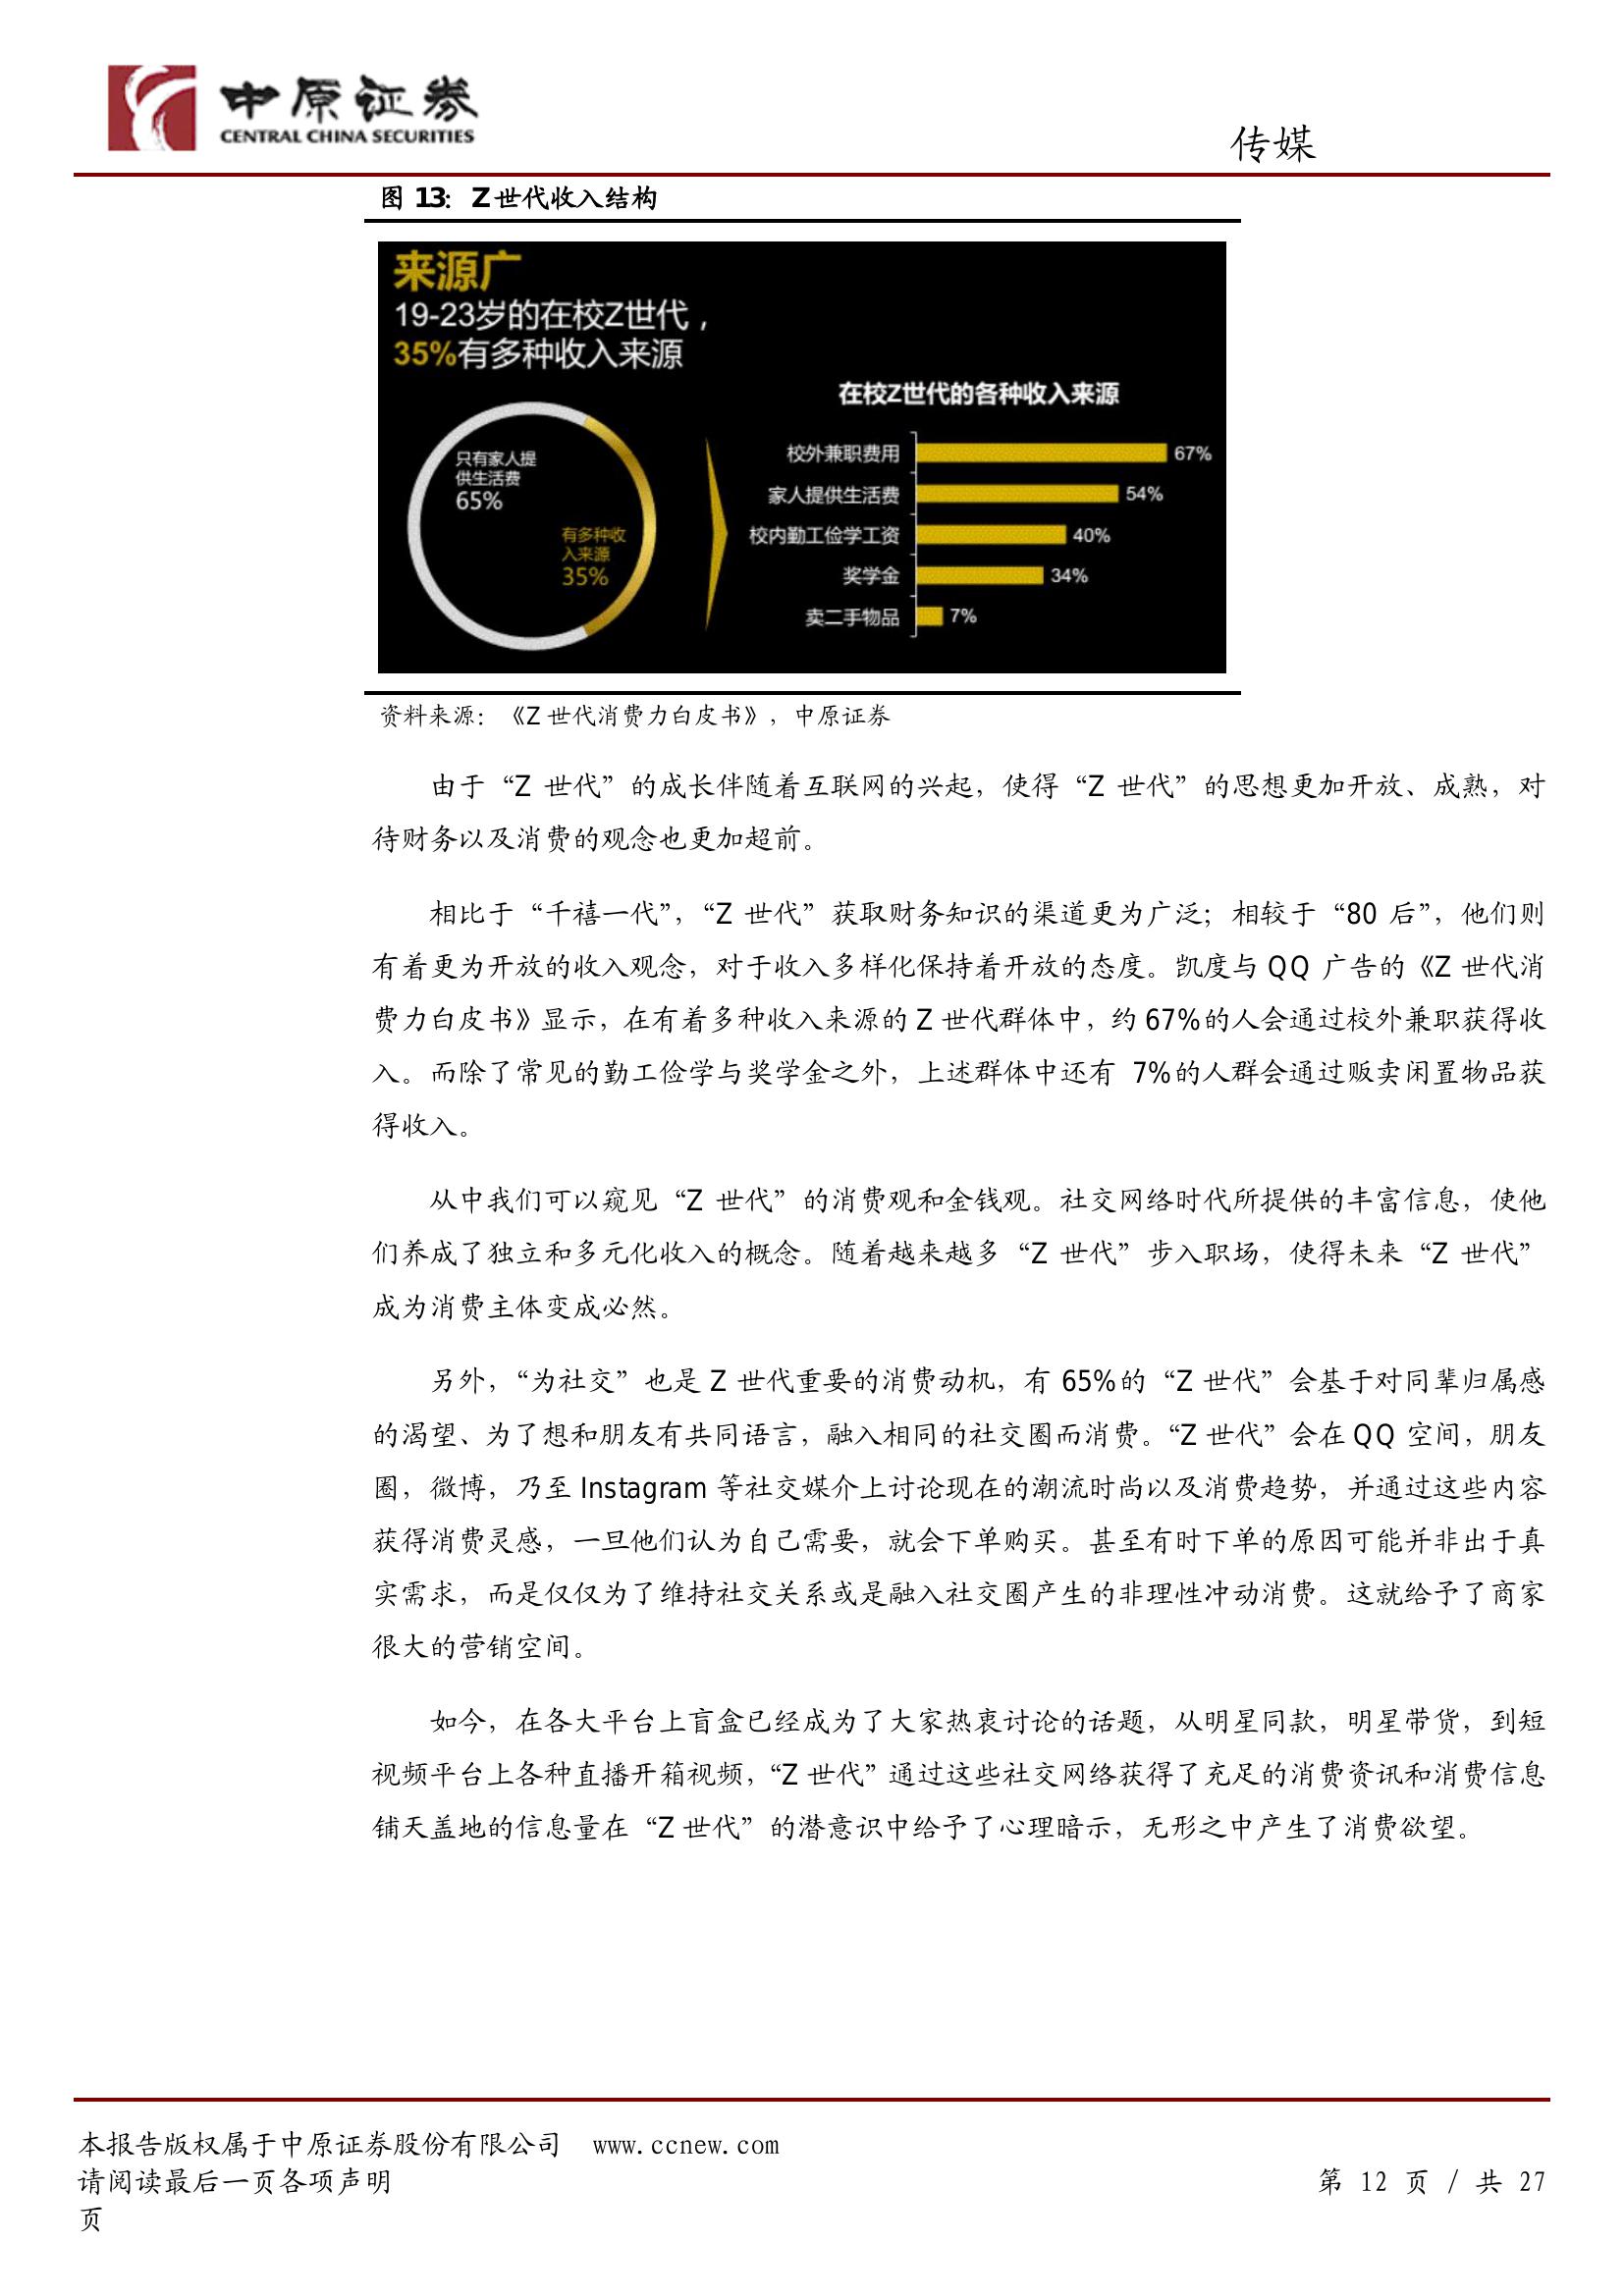 中原证券
CENTRAL CHINA SECURITIES
传媒
图 13：Z 世代收入结构
来源广
19-23岁的在校Z世代，
35%有多种收入来源
只有家人提
供生活费
65%
有多种收
入来源
35%
在校Z世代的各种收入来源
校外兼职费用 67%
家人提供生活费 54%
校内勤工俭学工资 40%
奖学金 34%
卖二手物品 7%
资料来源：《Z 世代消费力白皮书》，中原证券
由于“Z 世代”的成长伴随着互联网的兴起，使得“Z 世代”的思想更加开放、成熟，对
待财务以及消费的观念也更加超前。
相比于“千禧一代”，“Z 世代”获取财务知识的渠道更为广泛；相较于“80 后”，他们则
有着更为开放的收入观念，对于收入多样化保持着开放的态度。凯度与 QQ 广告的《Z 世代消
费力白皮书》显示，在有着多种收入来源的 Z 世代群体中，约 67%的人会通过校外兼职获得收
入。而除了常见的勤工俭学与奖学金之外，上述群体中还有 7%的人群会通过贩卖闲置物品获
得收入。
从中我们可以窥见“Z 世代”的消费观和金钱观。社交网络时代所提供的丰富信息，使他
们养成了独立和多元化收入的概念。随着越来越多“Z 世代”步入职场，使得未来“Z 世代”
成为消费主体变成必然。
另外，“为社交”也是 Z 世代重要的消费动机，有 65%的“Z 世代”会基于对同辈归属感
的渴望、为了想和朋友有共同语言，融入相同的社交圈而消费。“Z 世代”会在 QQ 空间，朋友
圈，微博，乃至 Instagram 等社交媒介上讨论现在的潮流时尚以及消费趋势，并通过这些内容
获得消费灵感，一旦他们认为自己需要，就会下单购买。甚至有时下单的原因可能并非出于真
实需求，而是仅仅为了维持社交关系或是融入社交圈产生的非理性冲动消费。这就给予了商家
很大的营销空间。
如今，在各大平台上盲盒已经成为了大家热衷讨论的话题，从明星同款，明星带货，到短
视频平台上各种直播开箱视频，“Z 世代”通过这些社交网络获得了充足的消费资讯和消费信息
铺天盖地的信息量在“Z 世代”的潜意识中给予了心理暗示，无形之中产生了消费欲望。
本报告版权属于中原证券股份有限公司 www.ccnew.com
请阅读最后一页各项声明 第 12 页 / 共 27
页